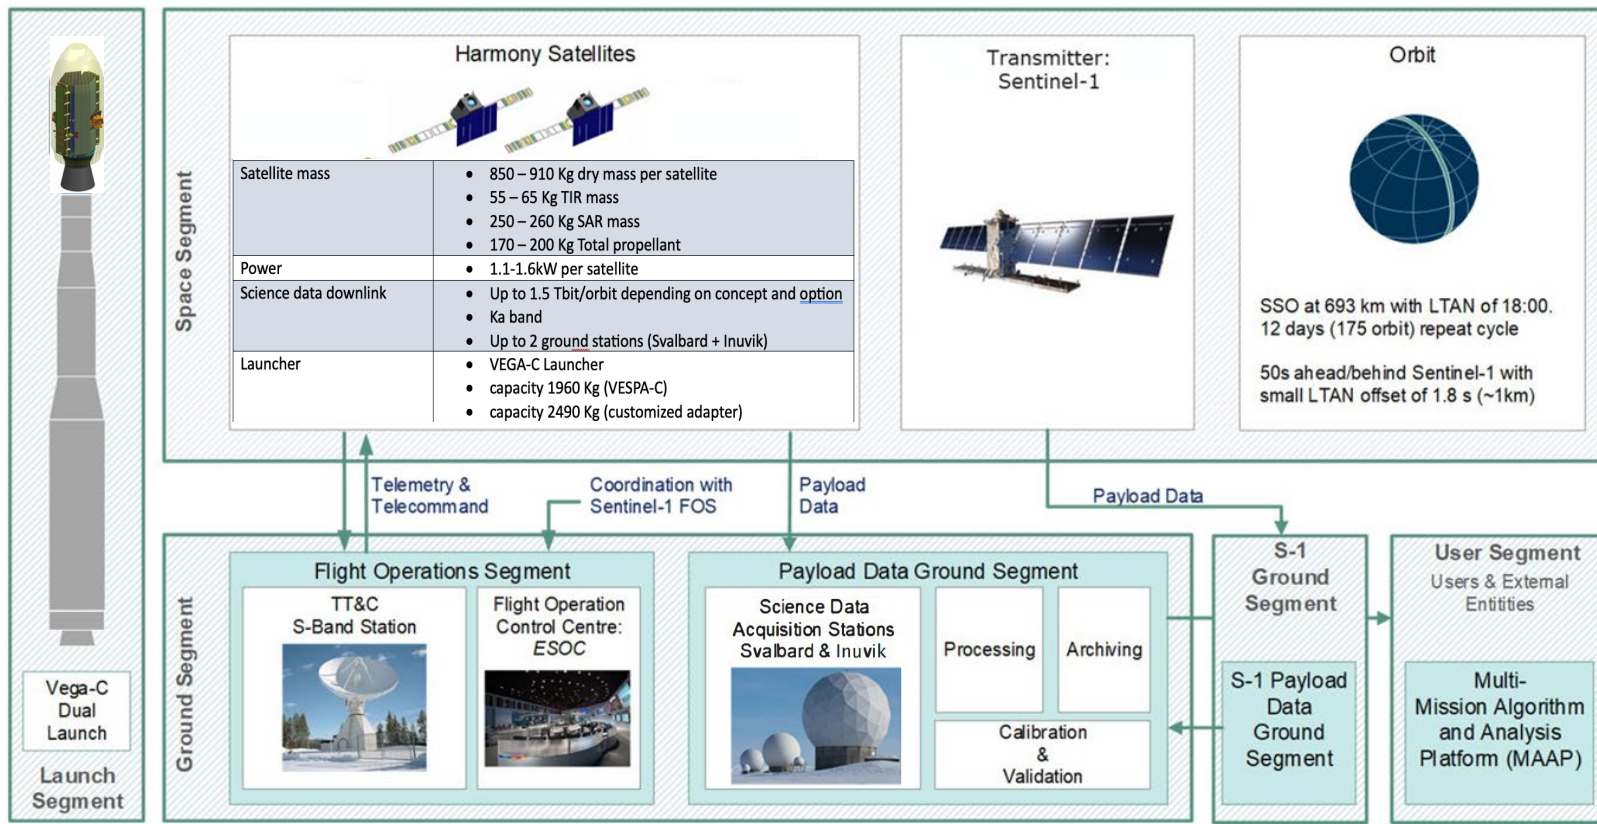 Vega-C
Dual
Launch
Launch
Segment
Space Segment
Harmony Satellites
Satellite mass
• 850 – 910 Kg dry mass per satellite
• 55 – 65 Kg TIR mass
• 250 – 260 Kg SAR mass
• 170 – 200 Kg Total propellant
Power
• 1.1-1.6kW per satellite
Science data downlink
• Up to 1.5 Tbit/orbit depending on concept and option
• Ka band
• Up to 2 ground stations (Svalbard + Inuvik)
Launcher
• VEGA-C Launcher
• capacity 1960 Kg (VESPA-C)
• capacity 2490 Kg (customized adapter)
Transmitter:
Sentinel-1
Orbit
SSO at 693 km with LTAN of 18:00.
12 days (175 orbit) repeat cycle
50s ahead/behind Sentinel-1 with
small LTAN offset of 1.8 s (~1km)
Telemetry &
Telecommand
Coordination with
Sentinel-1 FOS
Payload
Data
Payload Data
Ground Segment
Flight Operations Segment
TT&C
S-Band Station
Flight Operation
Control Centre:
ESOC
Payload Data Ground Segment
Science Data
Acquisition Stations
Svalbard & Inuvik
Processing
Archiving
Calibration
&
Validation
S-1
Ground
Segment
S-1 Payload
Data
Ground
Segment
User Segment
Users & External
Entitities
Multi-
Mission Algorithm
and Analysis
Platform (MAAP)